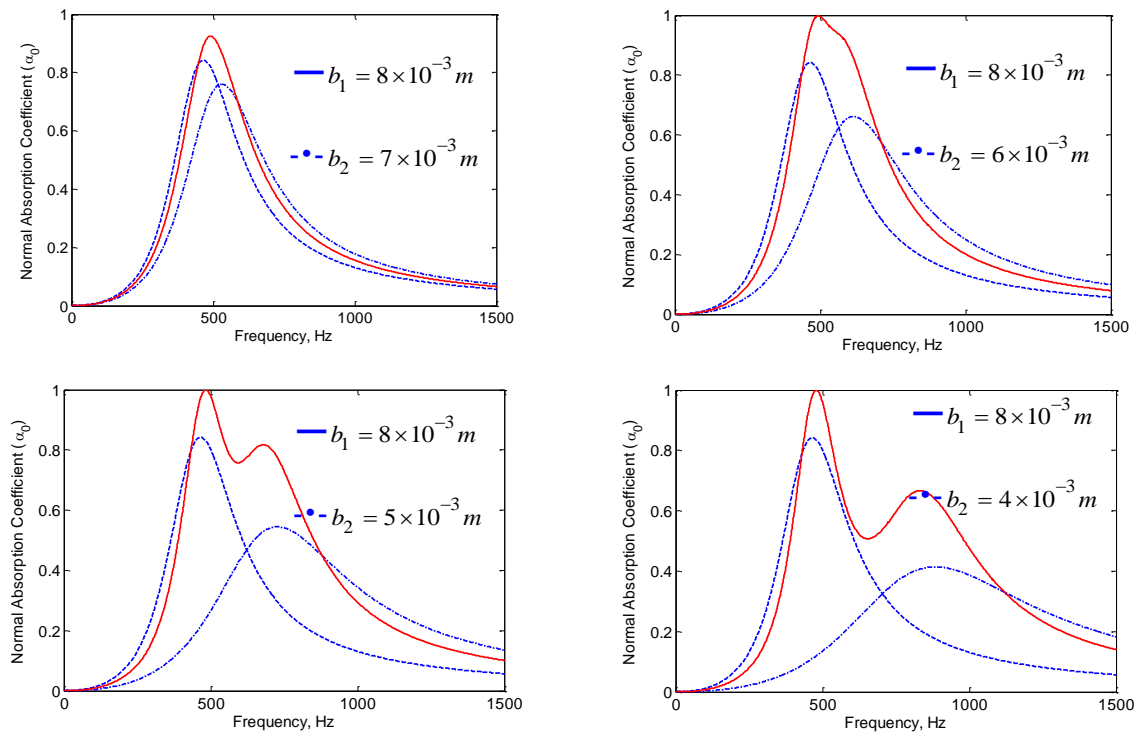 Normal Absorption Coefficient (α₀)
1
0.8
0.6
0.4
0.2
0
0
500
1000
1500
Frequency, Hz
b₁ = 8×10⁻³ m
b₂ = 7×10⁻³ m
Normal Absorption Coefficient (α₀)
1
0.8
0.6
0.4
0.2
0
0
500
1000
1500
Frequency, Hz
b₁ = 8×10⁻³ m
b₂ = 6×10⁻³ m
Normal Absorption Coefficient (α₀)
1
0.8
0.6
0.4
0.2
0
0
500
1000
1500
Frequency, Hz
b₁ = 8×10⁻³ m
b₂ = 5×10⁻³ m
Normal Absorption Coefficient (α₀)
1
0.8
0.6
0.4
0.2
0
0
500
1000
1500
Frequency, Hz
b₁ = 8×10⁻³ m
b₂ = 4×10⁻³ m